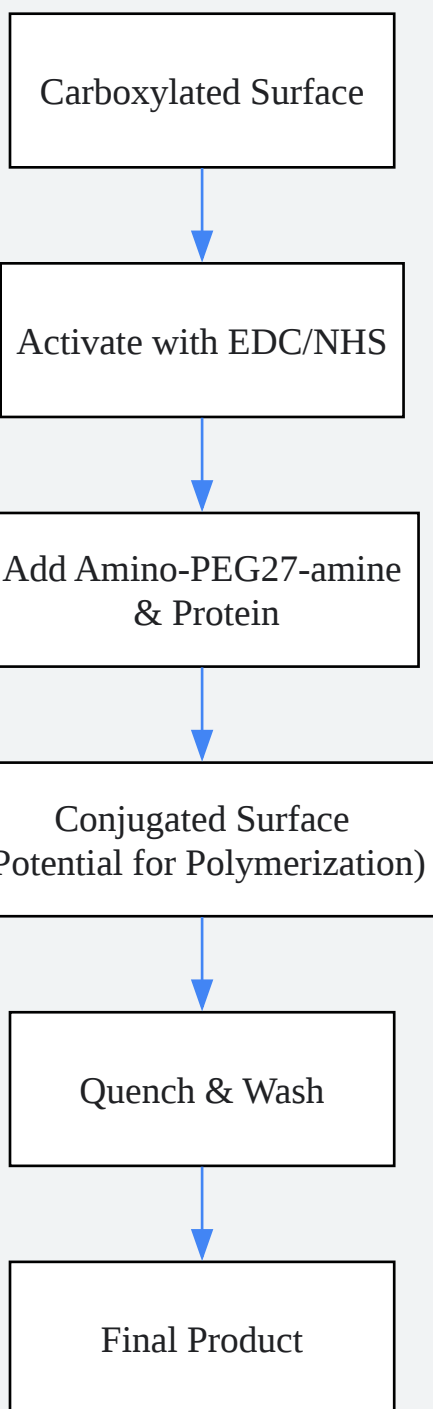 Carboxylated Surface
Activate with EDC/NHS
Add Amino-PEG27-amine
& Protein
Conjugated Surface
Potential for Polymerization)
Quench & Wash
Final Product